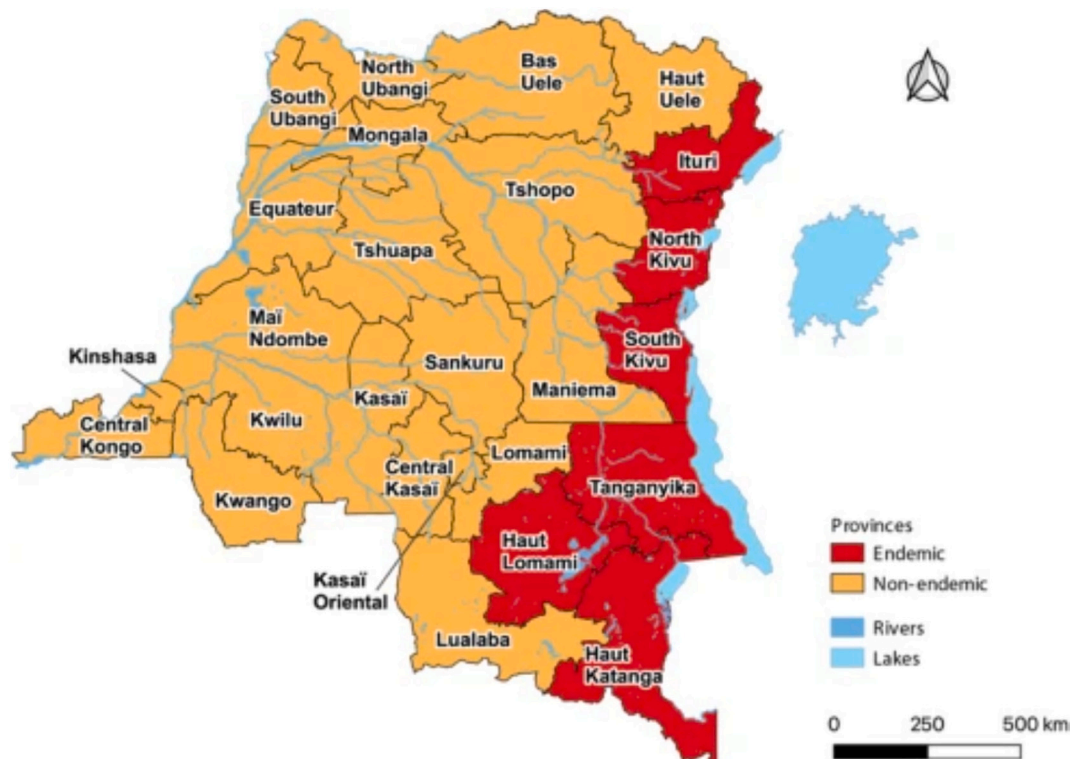 North
Ubangi
Bas
Uele
Haut
Uele
South
Ubangi
Mongala
Ituri
Tshopo
Equateur
North
Kivu
Tshuapa
Maï
Ndombe
South
Kivu
Kinshasa
Sankuru
Maniema
Kasaï
Kwilu
Central
Kongo
Lomami
Central
Kasaï
Kwango
Tanganyika
Haut
Lomami
Kasaï
Oriental
Lualaba
Haut
Katanga
Provinces
Endemic
Non-endemic
Rivers
Lakes
0 250 500 km